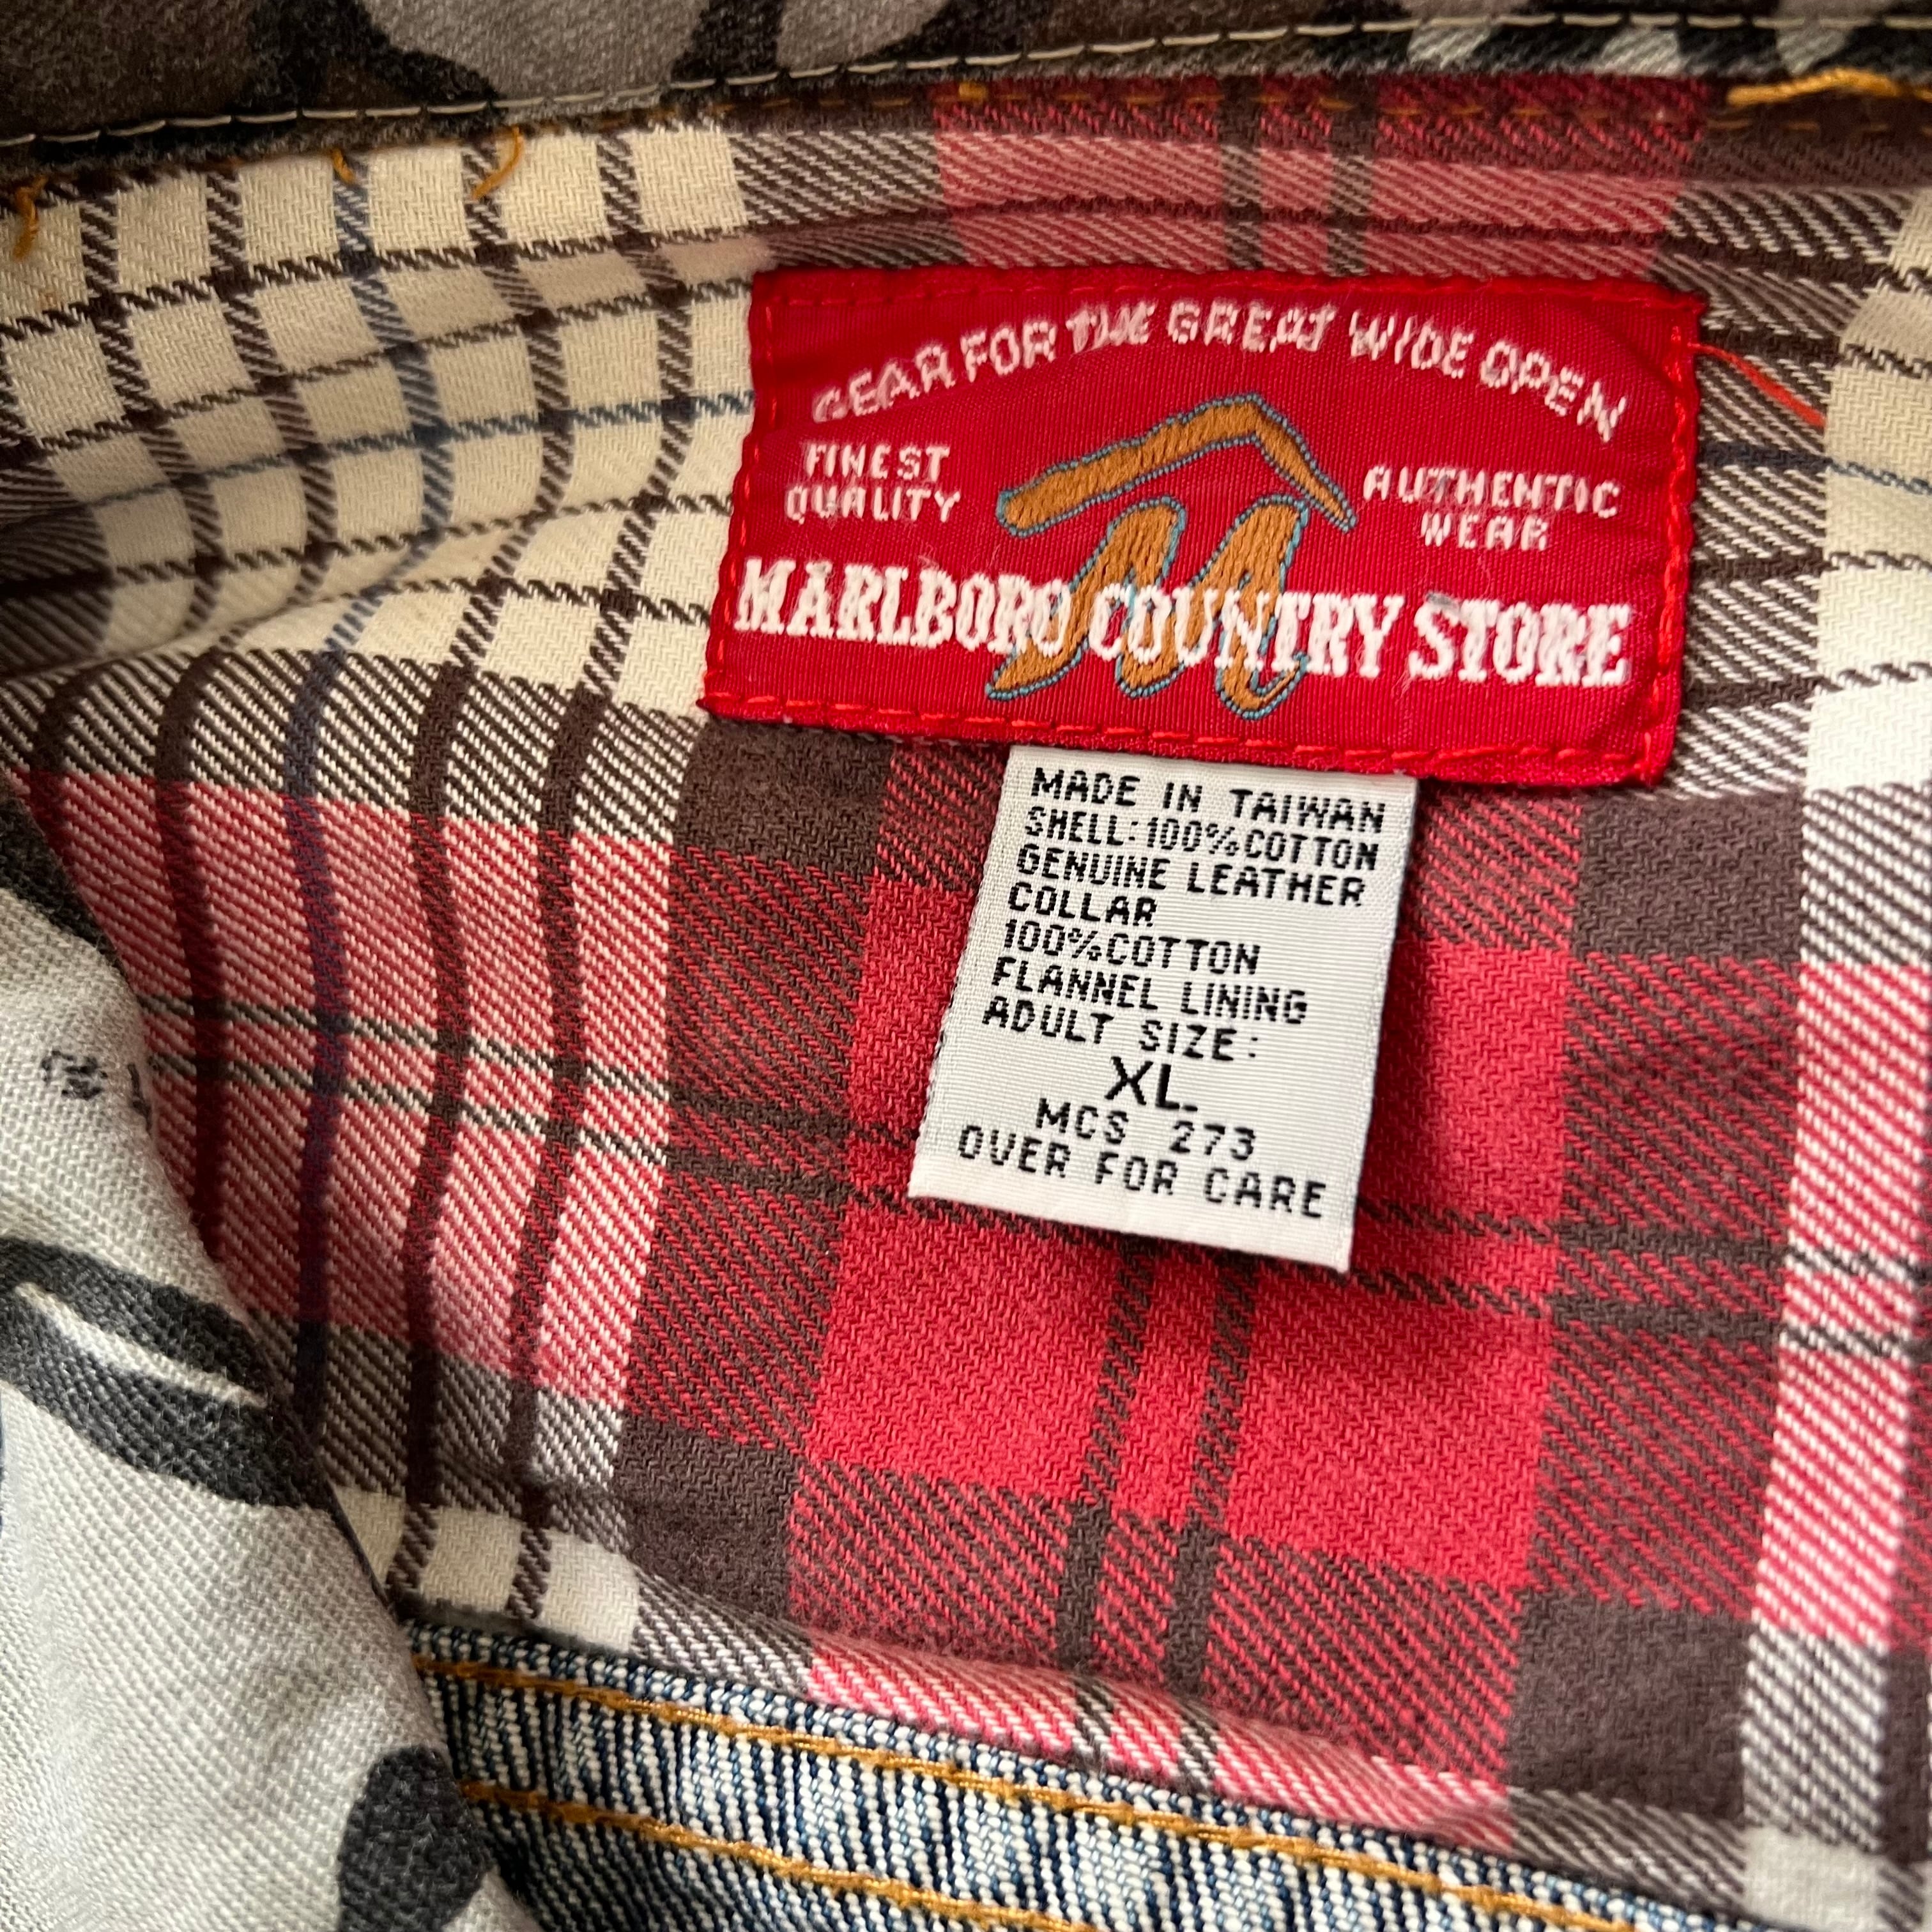 GEAR FOR THE GREAT WIDE OPEN
FINEST
QUALITY
AUTHENTIC
WEAR
MARLBORO COUNTRY STORE
MADE IN TAIWAN
SHELL:100%COTTON
GENUINE LEATHER
COLLAR
100%COTTON
FLANNEL LINING
ADULT SIZE:
XL
MCS 273
OVER FOR CARE